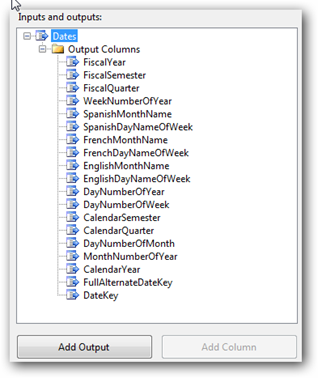 Inputs and outputs:
Dates
Output Columns
FiscalYear
FiscalSemester
FiscalQuarter
WeekNumberOfYear
SpanishMonthName
SpanishDayNameOfWeek
FrenchMonthName
FrenchDayNameOfWeek
EnglishMonthName
EnglishDayNameOfWeek
DayNumberOfYear
DayNumberOfWeek
CalendarSemester
CalendarQuarter
DayNumberOfMonth
MonthNumberOfYear
CalendarYear
FullAlternateDateKey
DateKey
Add Output Add Column